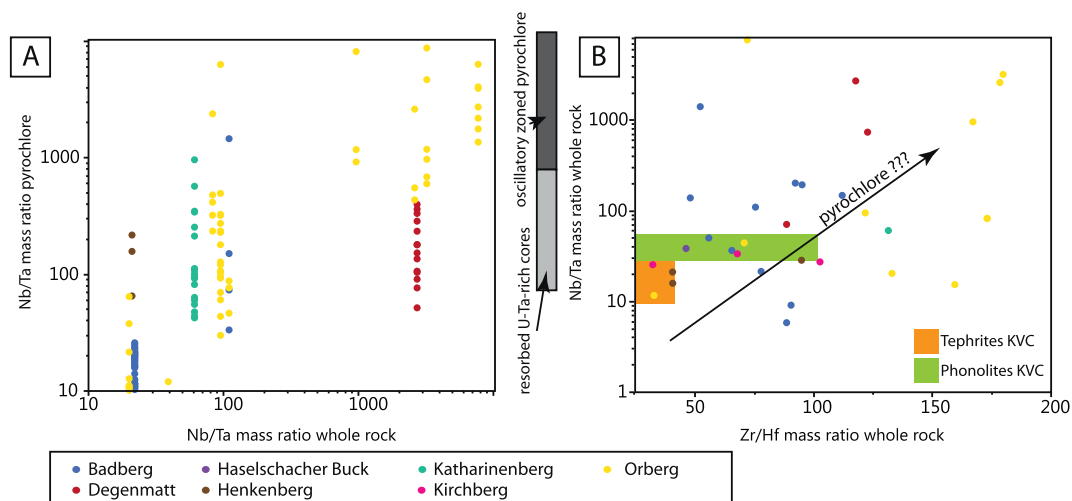 A
Nb/Ta mass ratio pyrochlore
1000
100
10
10
100
1000
Nb/Ta mass ratio whole rock
oscillatory zoned pyrochlore
resorbed U-Ta-rich cores
B
Nb/Ta mass ratio whole rock
1000
100
10
1
50
100
150
200
Zr/Hf mass ratio whole rock
pyrochlore ???
Tephrites KVC
Phonolites KVC
Badberg
Haselschacher Buck
Katharinenberg
Orberg
Degenmatt
Henkenberg
Kirchberg